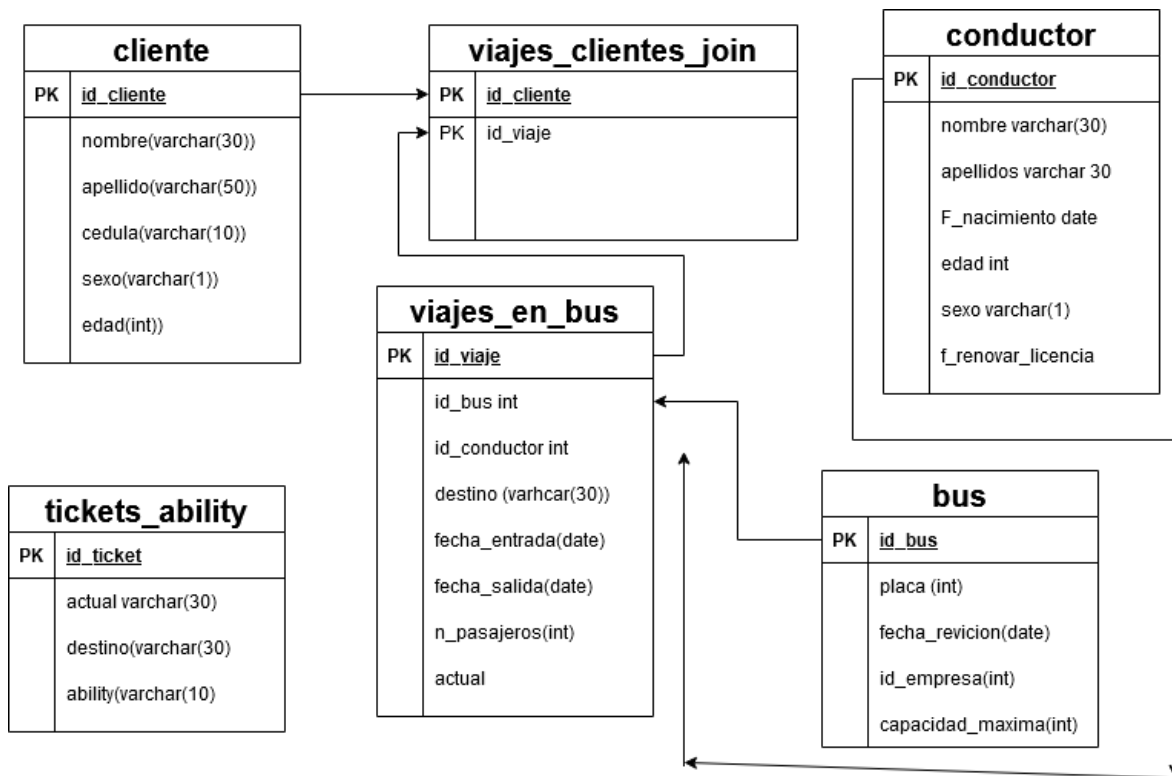 cliente
PK id_cliente
nombre(varchar(30))
apellido(varchar(50))
cedula(varchar(10))
sexo(varchar(1))
edad(int))
viajes_clientes_join
PK id_cliente
PK id_viaje
conductor
PK id_conductor
nombre varchar(30)
apellidos varchar 30
F_nacimiento date
edad int
sexo varchar(1)
f_renovar_licencia
viajes_en_bus
PK id_viaje
id_bus int
id_conductor int
destino (varhcar(30))
fecha_entrada(date)
fecha_salida(date)
n_pasajeros(int)
actual
tickets_ability
PK id_ticket
actual varchar(30)
destino(varchar(30)
ability(varchar(10)
bus
PK id_bus
placa (int)
fecha_revicion(date)
id_empresa(int)
capacidad_maxima(int)